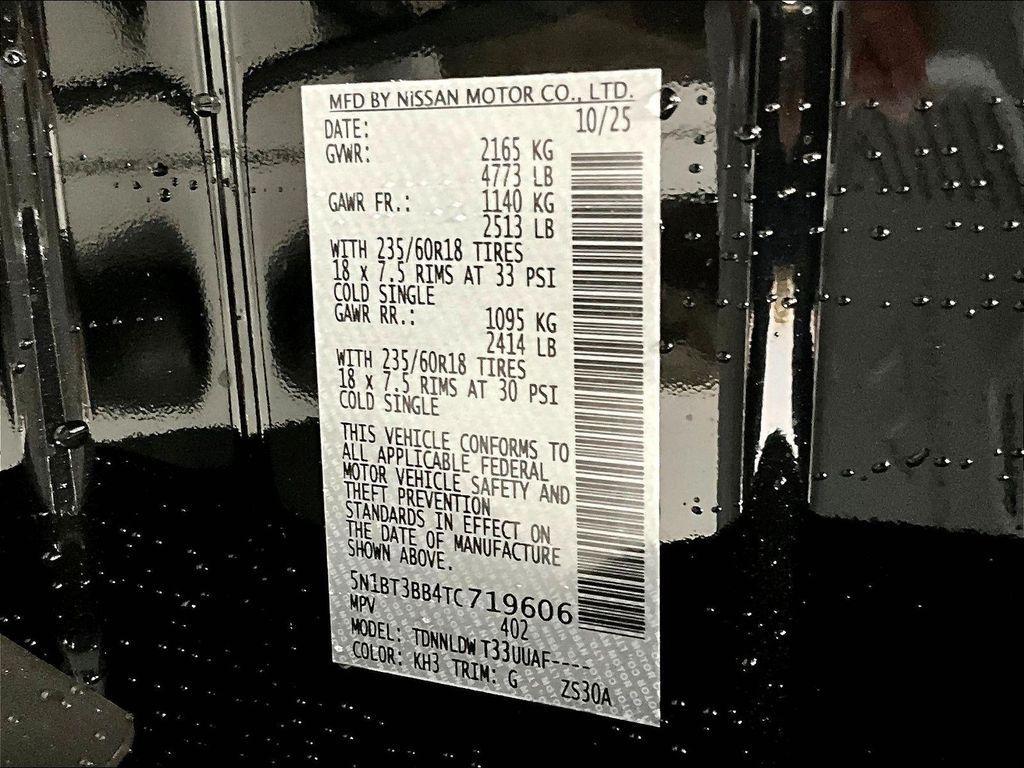 MFD BY NiSSAN MOTOR CO., LTD.
DATE: 10/25
GVWR: 2165 KG
4773 LB
GAWR FR.: 1140 KG
2513 LB
WITH 235/60R18 TIRES
18 X 7.5 RIMS AT 33 PSI
COLD SINGLE
GAWR RR.: 1095 KG
2414 LB
WITH 235/60R18 TIRES
18 X 7.5 RIMS AT 30 PSI
COLD SINGLE
THIS VEHICLE CONFORMS TO
ALL APPLICABLE FEDERAL
MOTOR VEHICLE SAFETY AND
THEFT PREVENTION
STANDARDS IN EFFECT ON
THE DATE OF MANUFACTURE
SHOWN ABOVE.
5N1BT3BB4TC719606
MPV 402
MODEL: TDNNLDW T33UUAF----
COLOR: KH3 TRIM: G ZS30A